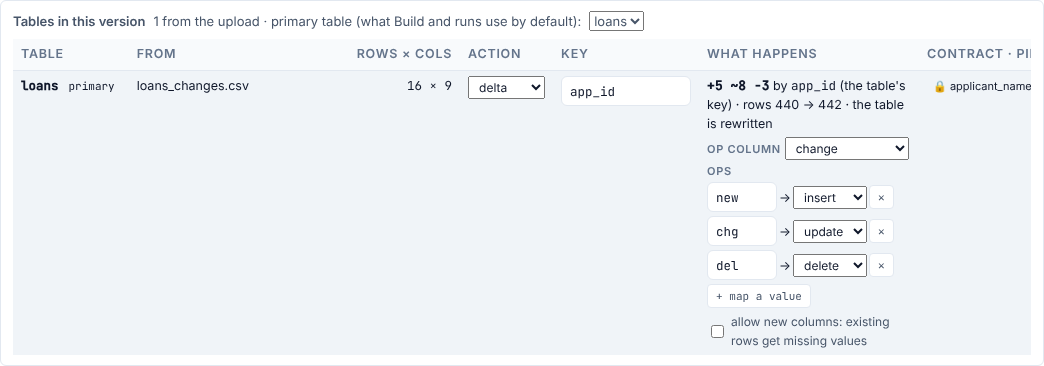 Tables in this version 1 from the upload · primary table (what Build and runs use by default): loans
TABLE FROM ROWS × COLS ACTION KEY WHAT HAPPENS CONTRACT · PI
loans primary loans_changes.csv 16 × 9 delta app_id +5 ~8 -3 by app_id (the table's 🔒 applicant_name
key) · rows 440 → 442 · the table
is rewritten
OP COLUMN change
OPS
new → insert ×
chg → update ×
del → delete ×
+ map a value
allow new columns: existing
rows get missing values